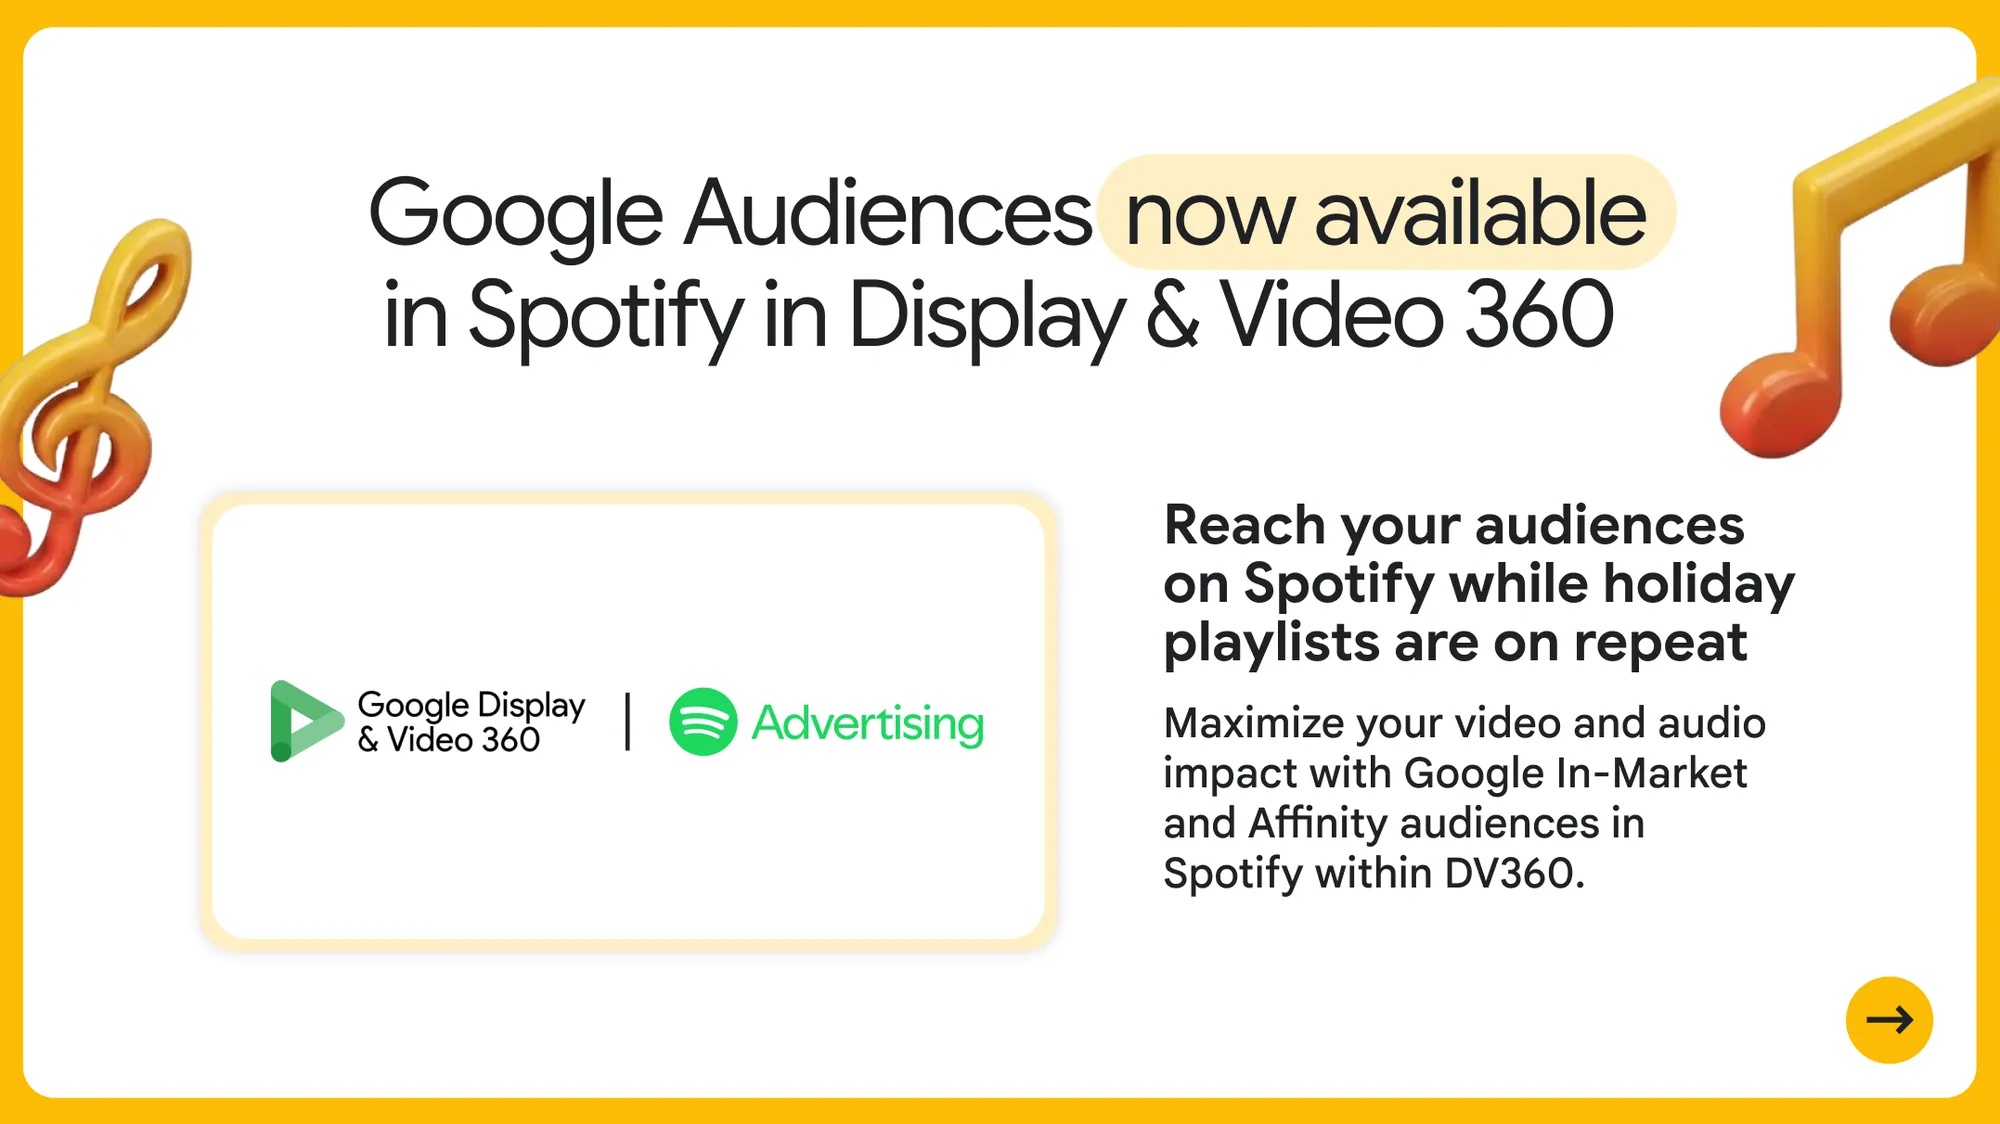 Google Audiences now available
in Spotify in Display & Video 360
Google Display
& Video 360
Advertising
Reach your audiences
on Spotify while holiday
playlists are on repeat
Maximize your video and audio
impact with Google In-Market
and Affinity audiences in
Spotify within DV360.